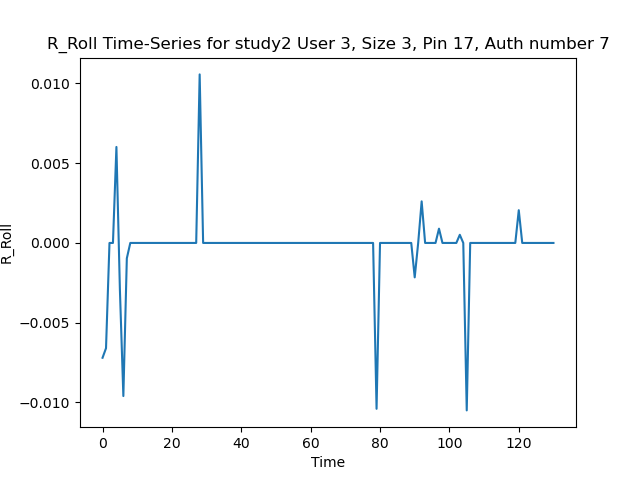 R_Roll Time-Series for study2 User 3, Size 3, Pin 17, Auth number 7
0.010
0.005
0.000
−0.005
−0.010
R_Roll
0 20 40 60 80 100 120
Time